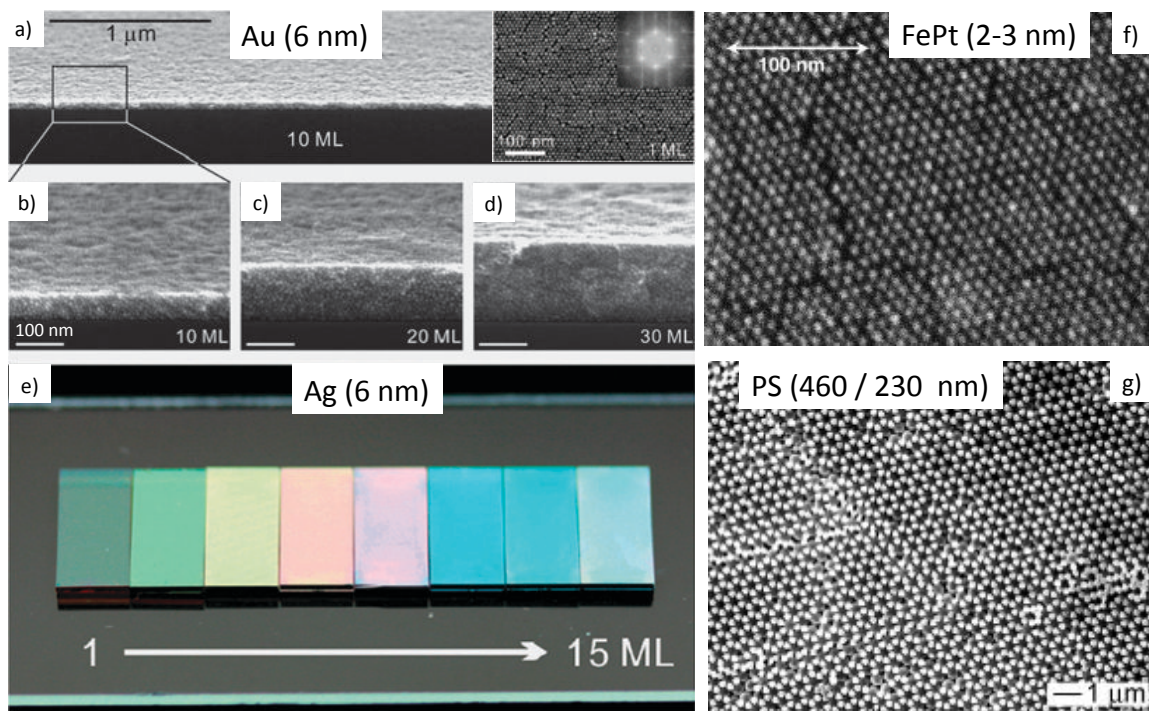 a)
1 μm
Au (6 nm)
10 ML
100 nm
1 ML
b)
100 nm
10 ML
c)
20 ML
d)
30 ML
e)
Ag (6 nm)
1
15 ML
FePt (2-3 nm)
f)
100 nm
PS (460 / 230 nm)
g)
1 μm